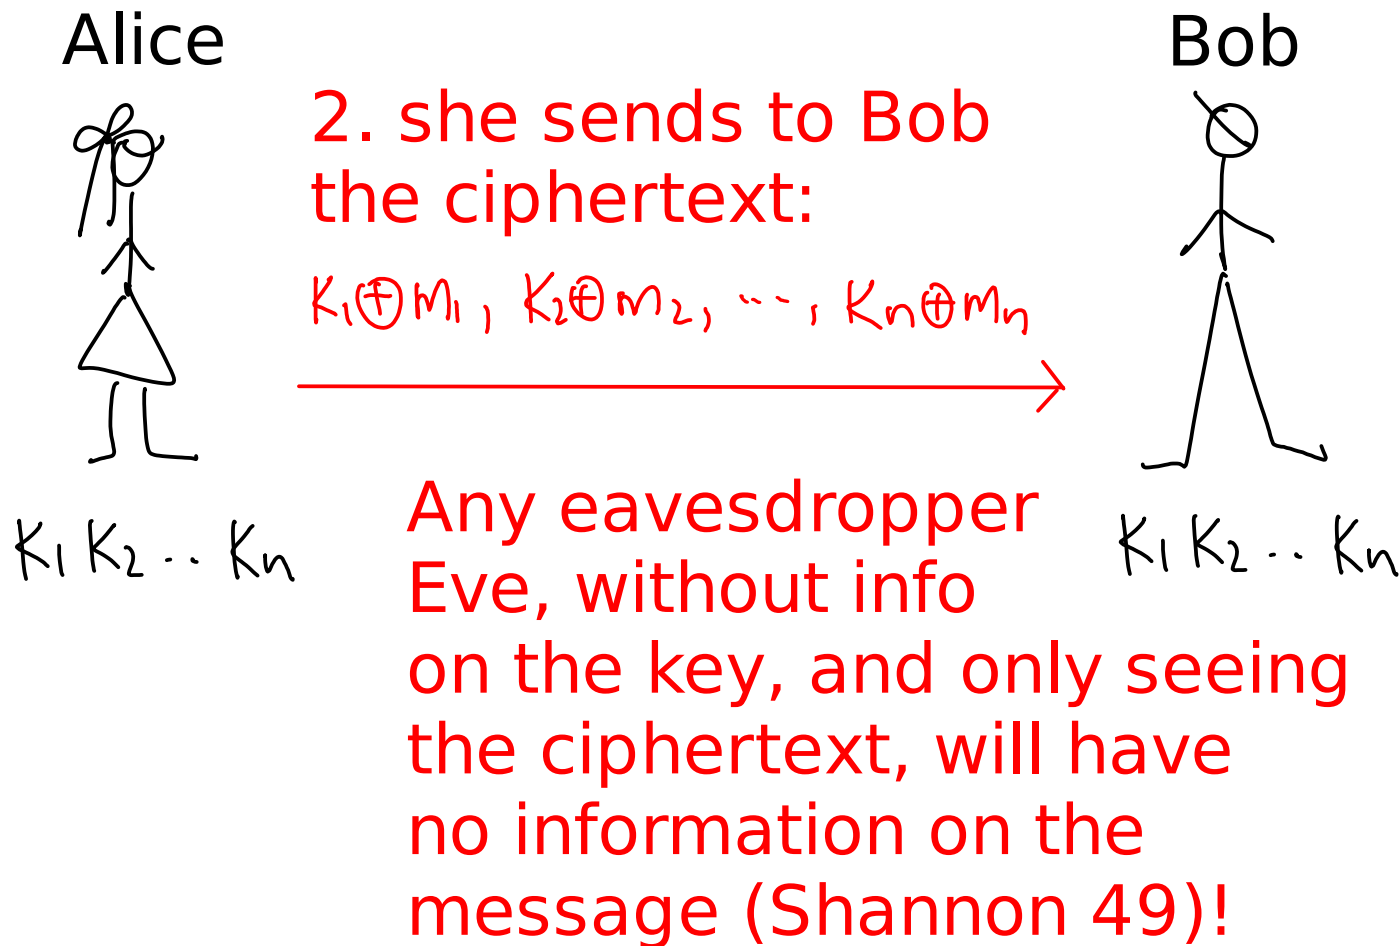 Alice
Bob
2. she sends to Bob
the ciphertext:
K₁⊕m₁, K₂⊕m₂, ..., Kn⊕mn
K₁ K₂ .. Kn
K₁ K₂ .. Kn
Any eavesdropper
Eve, without info
on the key, and only seeing
the ciphertext, will have
no information on the
message (Shannon 49)!